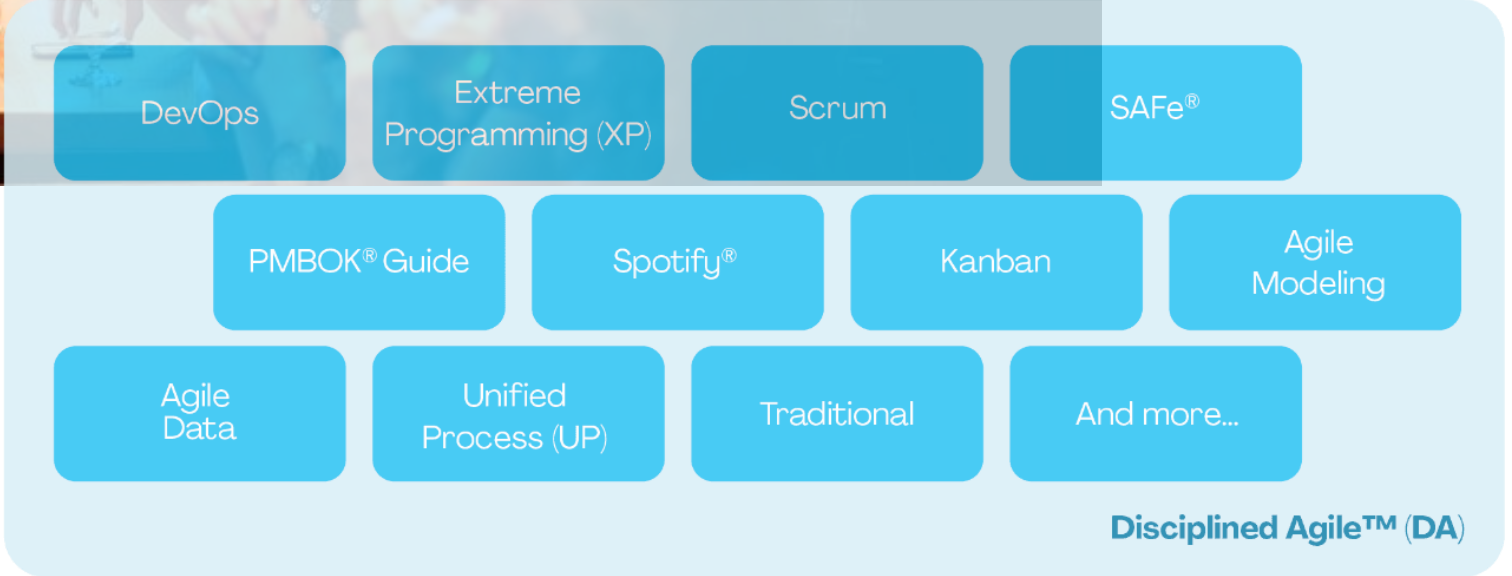 DevOps
Extreme
Programming (XP)
Scrum
SAFe®
PMBOK® Guide
Spotify®
Kanban
Agile
Modeling
Agile
Data
Unified
Process (UP)
Traditional
And more...
Disciplined Agile™ (DA)